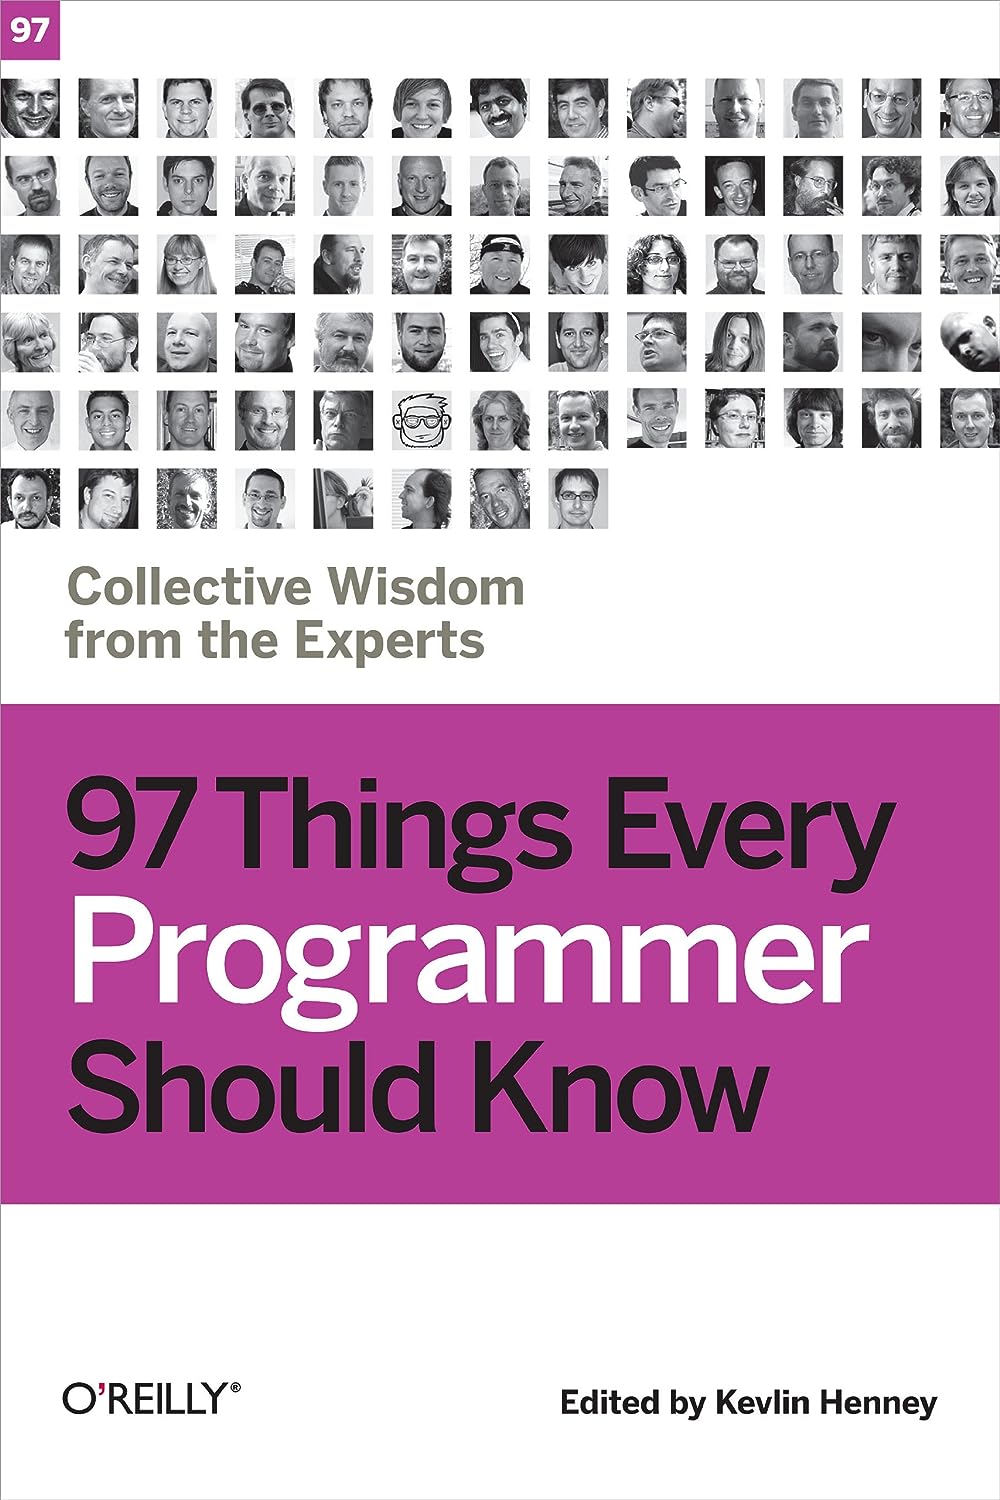 97
Collective Wisdom
from the Experts
97 Things Every
Programmer
Should Know
O'REILLY®
Edited by Kevlin Henney